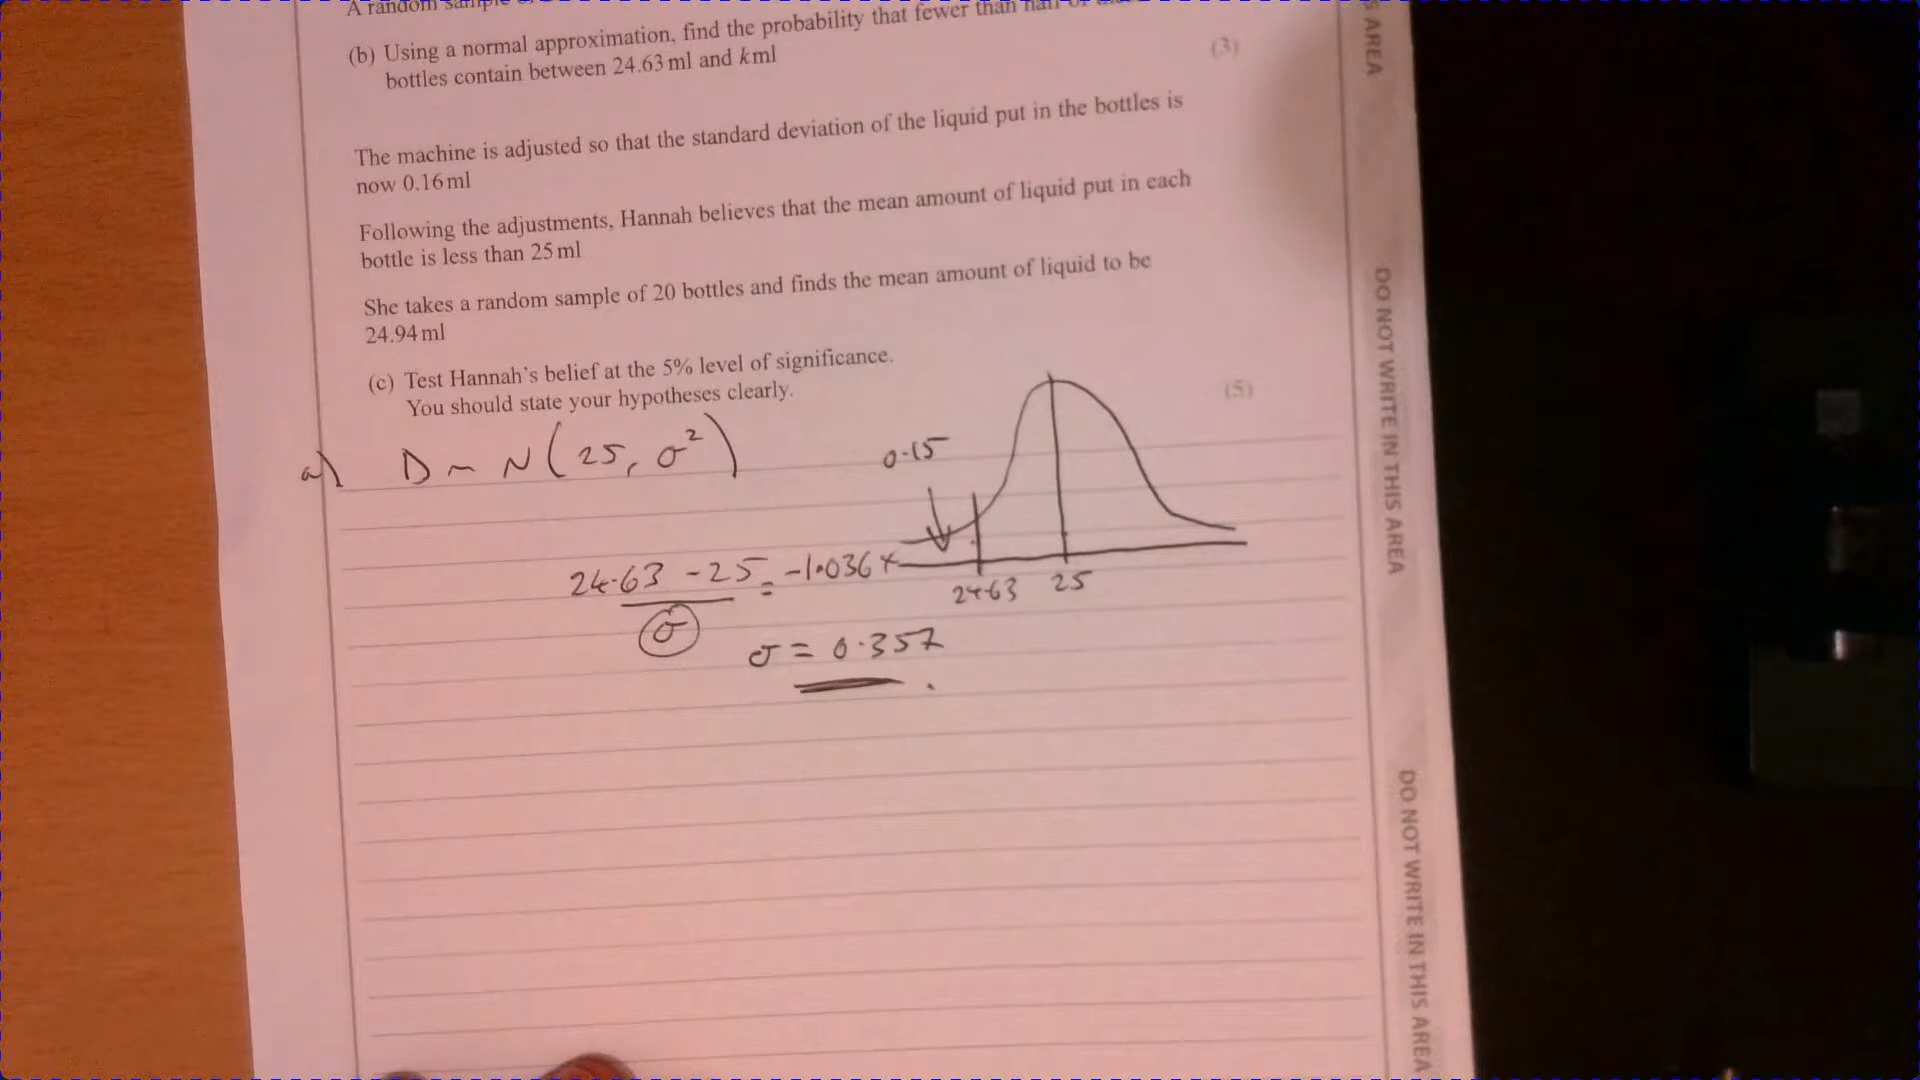 A random sample
(b) Using a normal approximation, find the probability that fewer than half of
bottles contain between 24.63 ml and k ml
(3)
The machine is adjusted so that the standard deviation of the liquid put in the bottles is
now 0.16 ml
Following the adjustments, Hannah believes that the mean amount of liquid put in each
bottle is less than 25 ml
She takes a random sample of 20 bottles and finds the mean amount of liquid to be
24.94 ml
(c) Test Hannah's belief at the 5% level of significance.
You should state your hypotheses clearly.
(5)
a) D ~ N(25, σ²)
0.15
24.63 - 25 = -1.0364
σ
24.63 25
σ = 0.357
S AREA
DO NOT WRITE IN THIS AREA
DO NOT WRITE IN THIS AREA